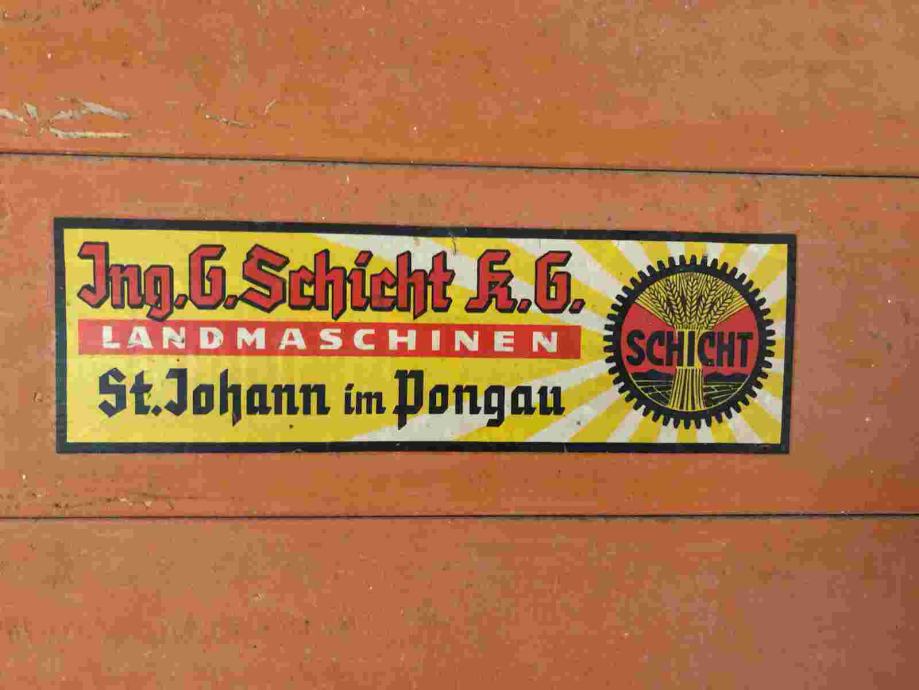 Ing. G. Schicht K. G.
LANDMASCHINEN
St. Johann im Pongau
SCHICHT